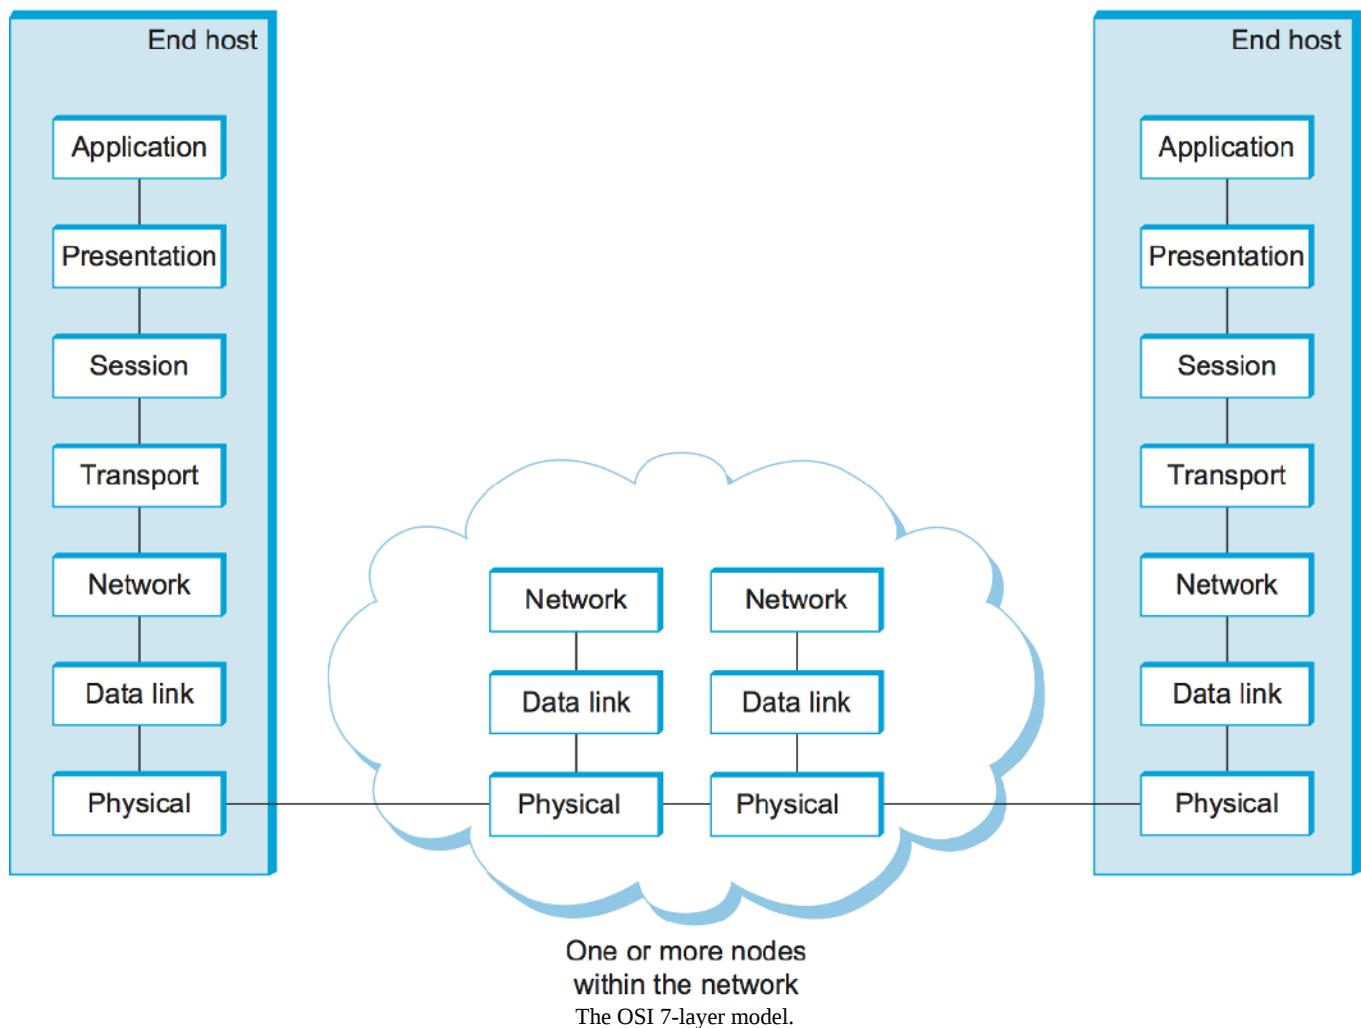 End host
Application
Presentation
Session
Transport
Network
Data link
Physical
Network
Data link
Physical
Network
Data link
Physical
End host
Application
Presentation
Session
Transport
Network
Data link
Physical
One or more nodes
within the network
The OSI 7-layer model.